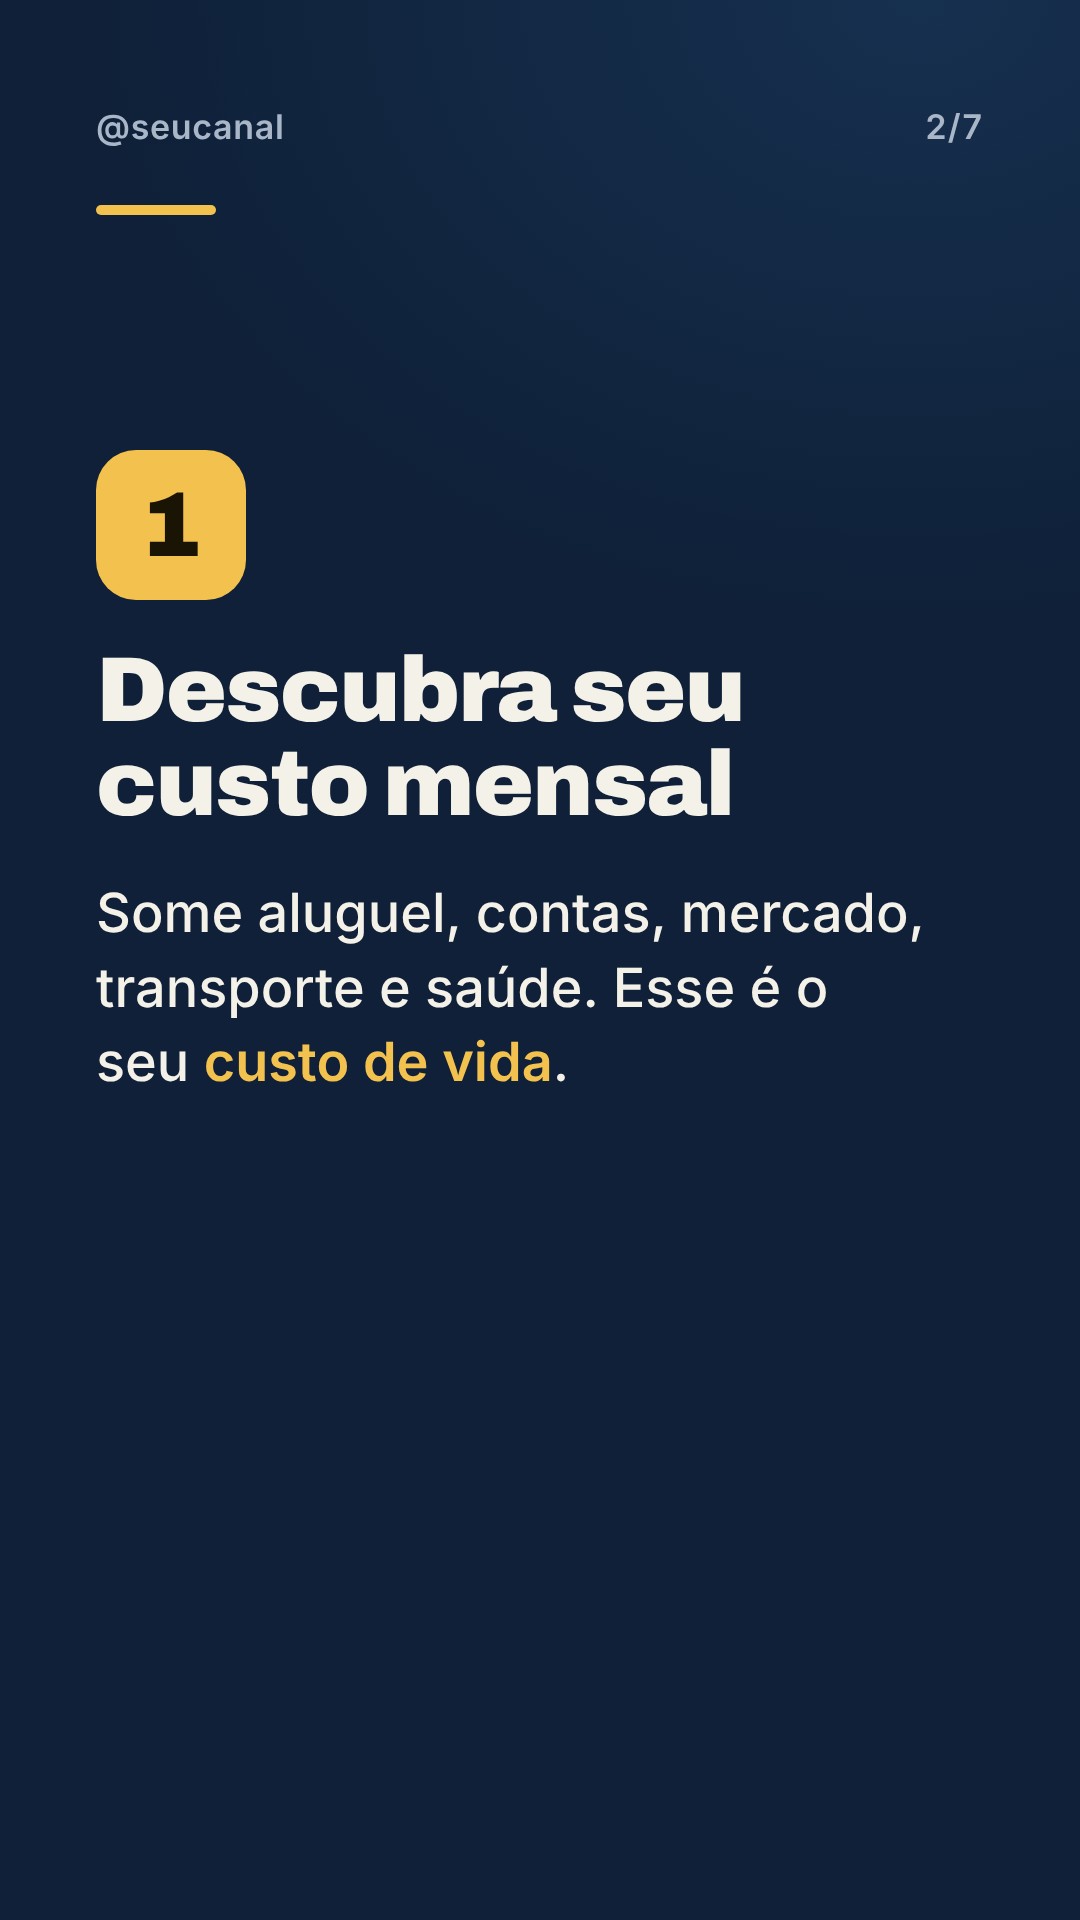 @seucanal
2/7
1
Descubra seu
custo mensal
Some aluguel, contas, mercado,
transporte e saúde. Esse é o
seu custo de vida.